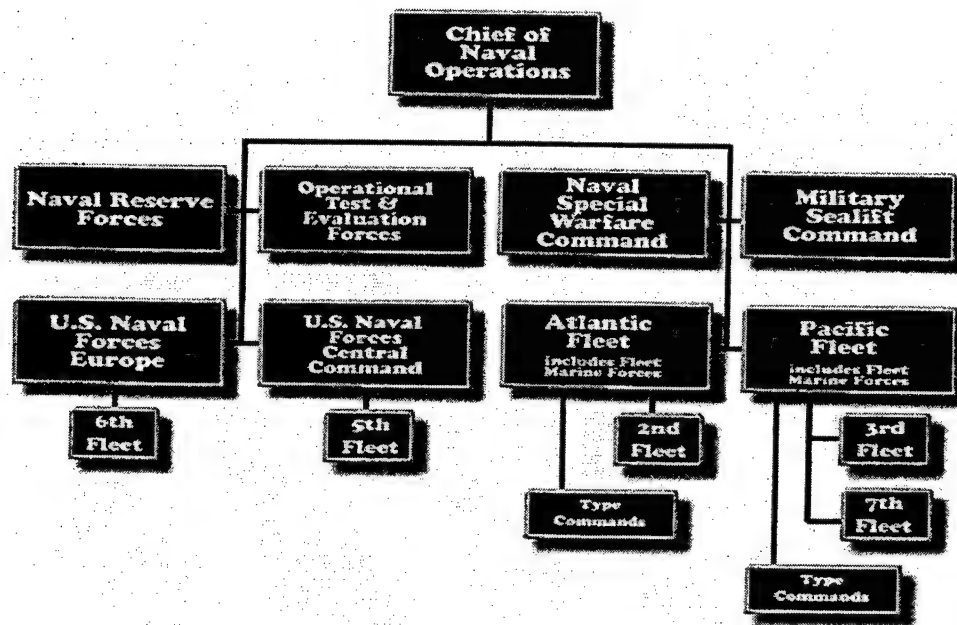 Chief of
Naval
Operations
Naval Reserve
Forces
Operational
Test &
Evaluation
Forces
Naval
Special
Warfare
Command
Military
Sealift
Command
U.S. Naval
Forces
Europe
U.S. Naval
Forces
Central
Command
Atlantic
Fleet
includes Fleet
Marine Forces
Pacific
Fleet
includes Fleet
Marine Forces
6th
Fleet
5th
Fleet
2nd
Fleet
3rd
Fleet
7th
Fleet
Type
Commands
Type
Commands